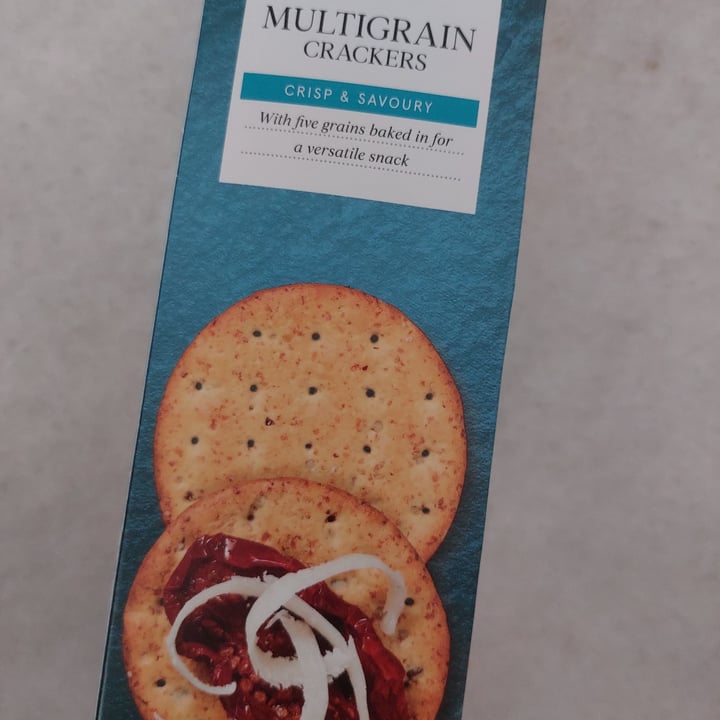 MULTIGRAIN
CRACKERS
CRISP & SAVOURY
With five grains baked in for
a versatile snack